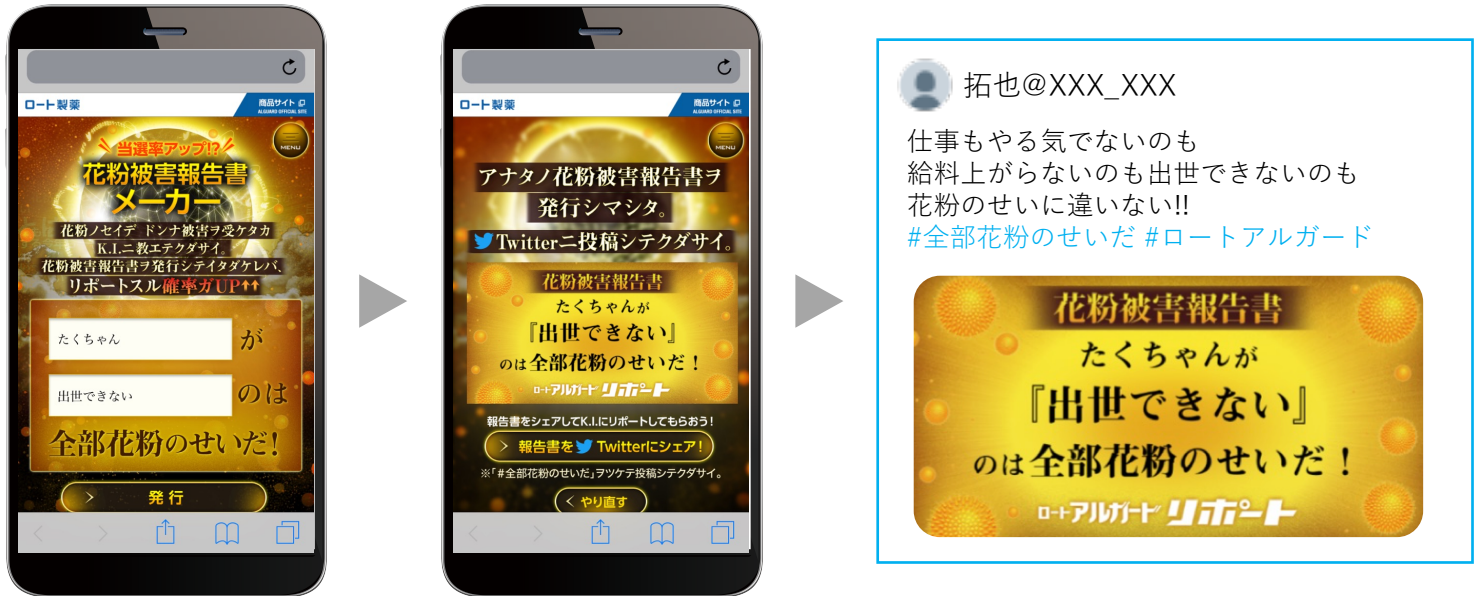 ロート製薬
商品サイト
ALGUARD OFFICIAL SITE
MENU
当選率アップ!?
花粉被害報告書
メーカー
花粉ノセイデ ドンナ被害ヲ受ケタカ
K.I.ニ教エテクダサイ。
花粉被害報告書ヲ発行シテイタダケレバ、
リポートスル確率ガUP↑↑
たくちゃん が
出世できない のは
全部花粉のせいだ!
> 発行
ロート製薬
商品サイト
ALGUARD OFFICIAL SITE
MENU
アナタノ花粉被害報告書ヲ
発行シマシタ。
Twitterニ投稿シテクダサイ。
花粉被害報告書
たくちゃんが
『出世できない』
のは全部花粉のせいだ!
ロートアルガード リポート
報告書をシェアしてK.I.にリポートしてもらおう!
> 報告書を Twitterにシェア!
※「#全部花粉のせいだ」ヲツケテ投稿シテクダサイ。
< やり直す
拓也@XXX_XXX
仕事もやる気でないのも
給料上がらないのも出世できないのも
花粉のせいに違いない!!
#全部花粉のせいだ #ロートアルガード
花粉被害報告書
たくちゃんが
『出世できない』
のは全部花粉のせいだ!
ロートアルガード リポート